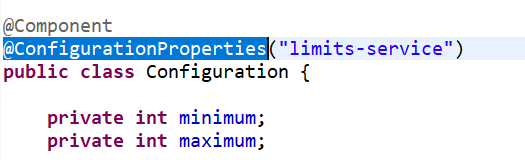 @Component
@ConfigurationProperties("limits-service")
public class Configuration {
private int minimum;
private int maximum;